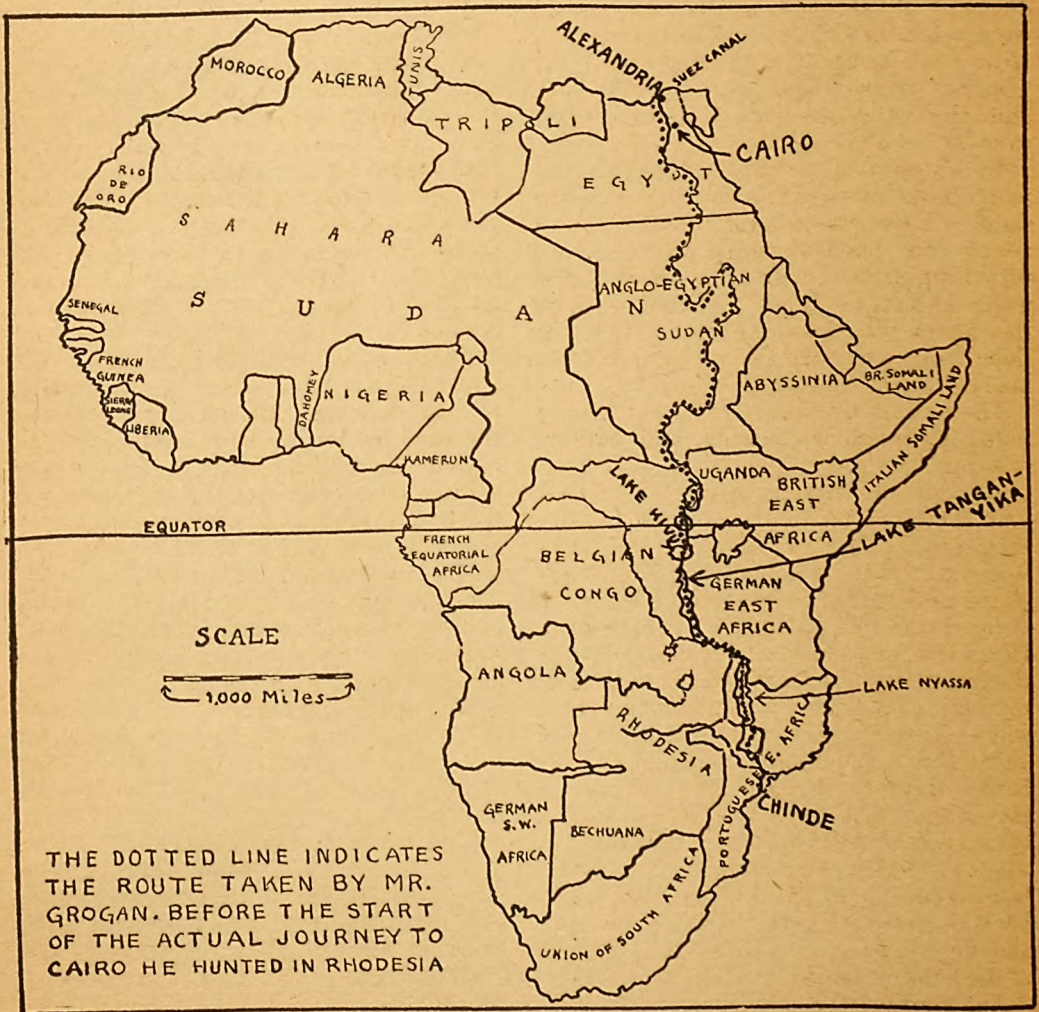 ALEXANDRIA
SUEZ CANAL
MOROCCO
ALGERIA
TUNIS
TRIPOLI
CAIRO
EGYPT
RIO
DE
ORO
SAHARA
SUDAN
ANGLO-EGYPTIAN
SUDAN
SENEGAL
FRENCH
GUINEA
SIERRA
LEONE
LIBERIA
DAHOMEY
NIGERIA
KAMERUN
ABYSSINIA
BR. SOMALI
LAND
ITALIAN SOMALI LAND
UGANDA
BRITISH
EAST
AFRICA
LAKE
LAKE TANGAN-
YIKA
EQUATOR
FRENCH
EQUATORIAL
AFRICA
BELGIAN
CONGO
GERMAN
EAST
AFRICA
SCALE
1,000 Miles
ANGOLA
LAKE NYASSA
RHODESIA
PORTUGUESE E. AFRICA
CHINDE
GERMAN
S.W.
AFRICA
BECHUANA
UNION OF SOUTH AFRICA
THE DOTTED LINE INDICATES
THE ROUTE TAKEN BY MR.
GROGAN. BEFORE THE START
OF THE ACTUAL JOURNEY TO
CAIRO HE HUNTED IN RHODESIA